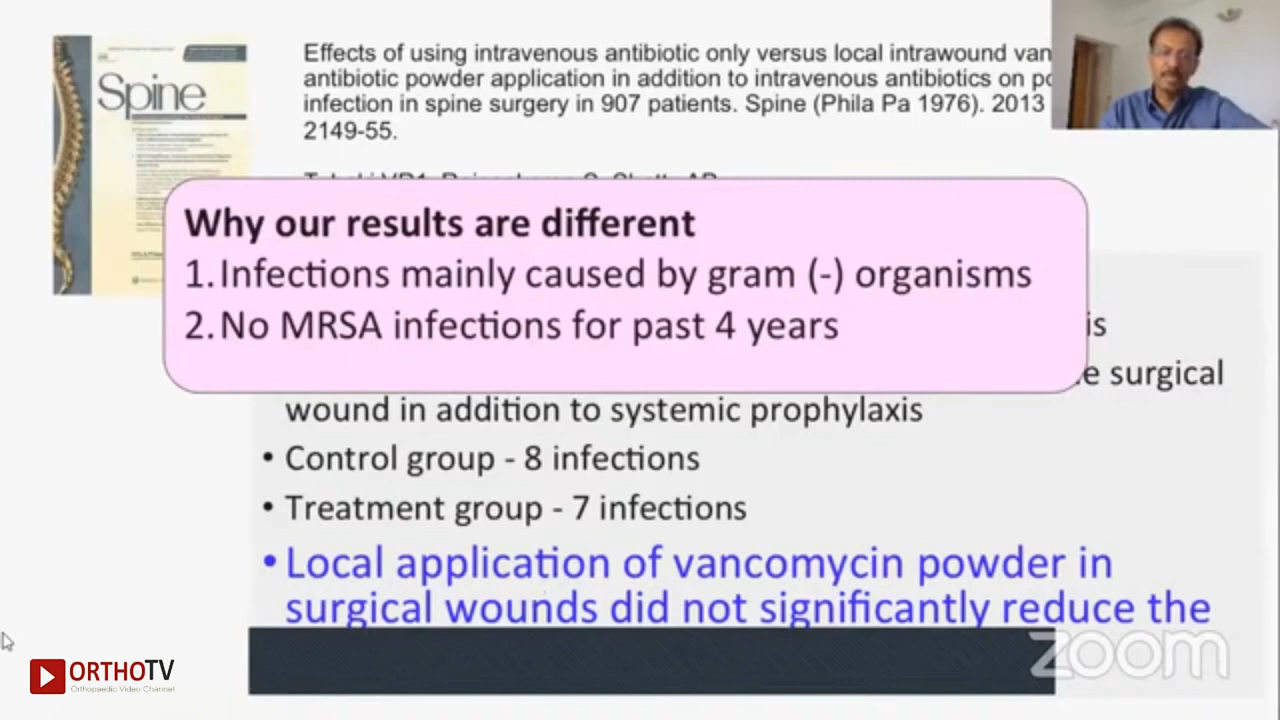 Spine
Effects of using intravenous antibiotic only versus local intrawound van
antibiotic powder application in addition to intravenous antibiotics on po
infection in spine surgery in 907 patients. Spine (Phila Pa 1976). 2013
2149-55.
Why our results are different
1. Infections mainly caused by gram (-) organisms
2. No MRSA infections for past 4 years
is
e surgical
wound in addition to systemic prophylaxis
• Control group - 8 infections
• Treatment group - 7 infections
• Local application of vancomycin powder in
surgical wounds did not significantly reduce the
zoom
ORTHOTV
Orthopaedic Video Channel